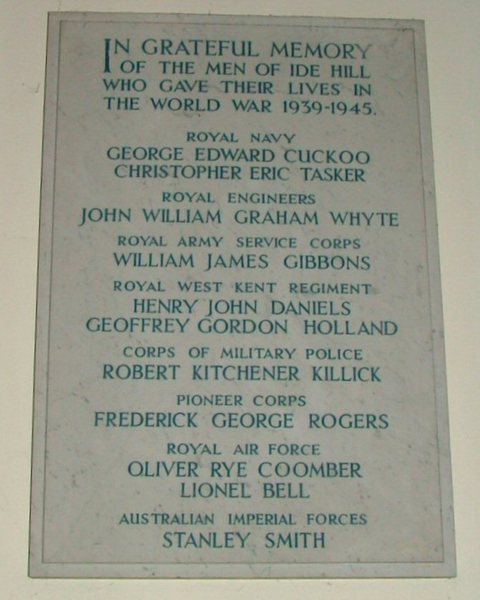 IN GRATEFUL MEMORY
OF THE MEN OF IDE HILL
WHO GAVE THEIR LIVES IN
THE WORLD WAR 1939-1945.
ROYAL NAVY
GEORGE EDWARD CUCKOO
CHRISTOPHER ERIC TASKER
ROYAL ENGINEERS
JOHN WILLIAM GRAHAM WHYTE
ROYAL ARMY SERVICE CORPS
WILLIAM JAMES GIBBONS
ROYAL WEST KENT REGIMENT
HENRY JOHN DANIELS
GEOFFREY GORDON HOLLAND
CORPS OF MILITARY POLICE
ROBERT KITCHENER KILLICK
PIONEER CORPS
FREDERICK GEORGE ROGERS
ROYAL AIR FORCE
OLIVER RYE COOMBER
LIONEL BELL
AUSTRALIAN IMPERIAL FORCES
STANLEY SMITH